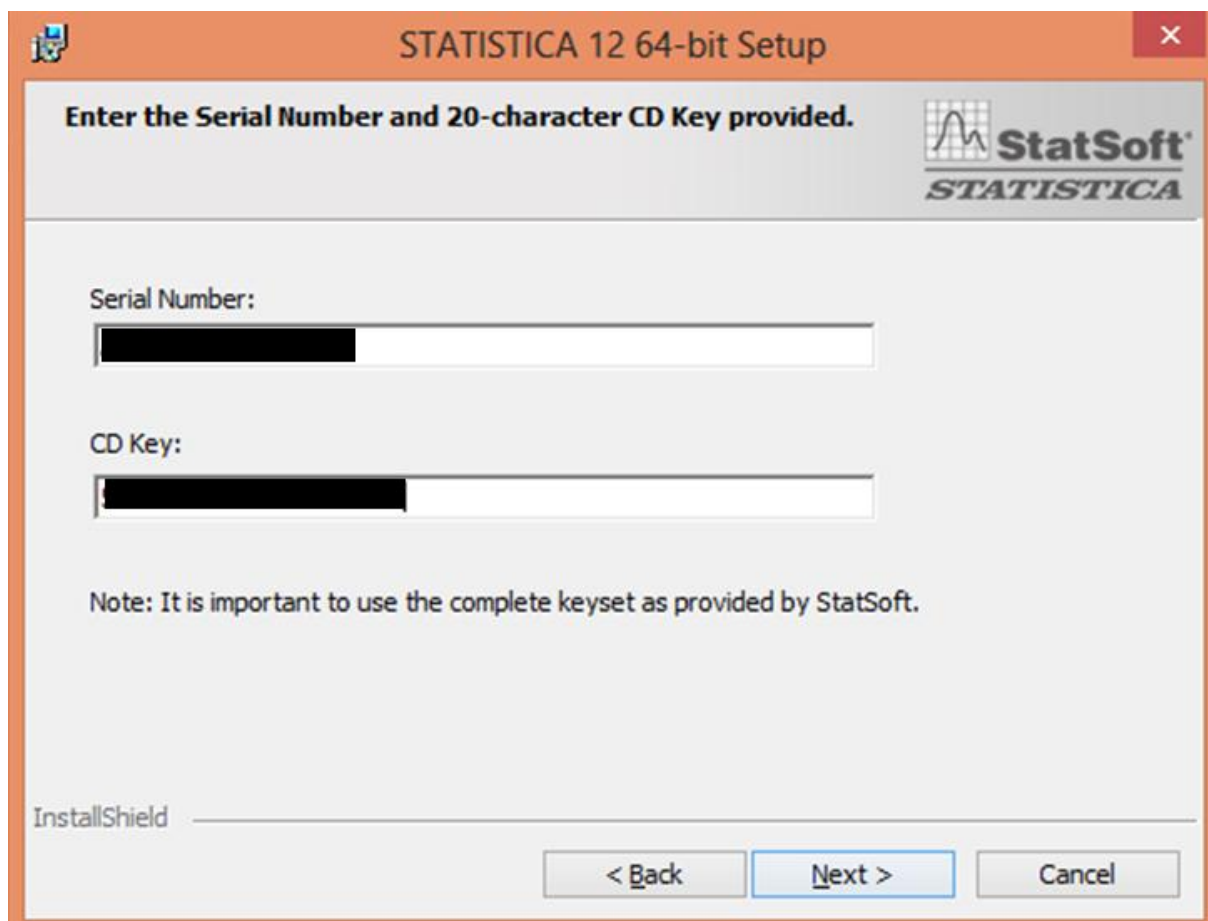 STATISTICA 12 64-bit Setup
Enter the Serial Number and 20-character CD Key provided.
StatSoft®
STATISTICA
Serial Number:
CD Key:
Note: It is important to use the complete keyset as provided by StatSoft.
InstallShield
< Back Next > Cancel